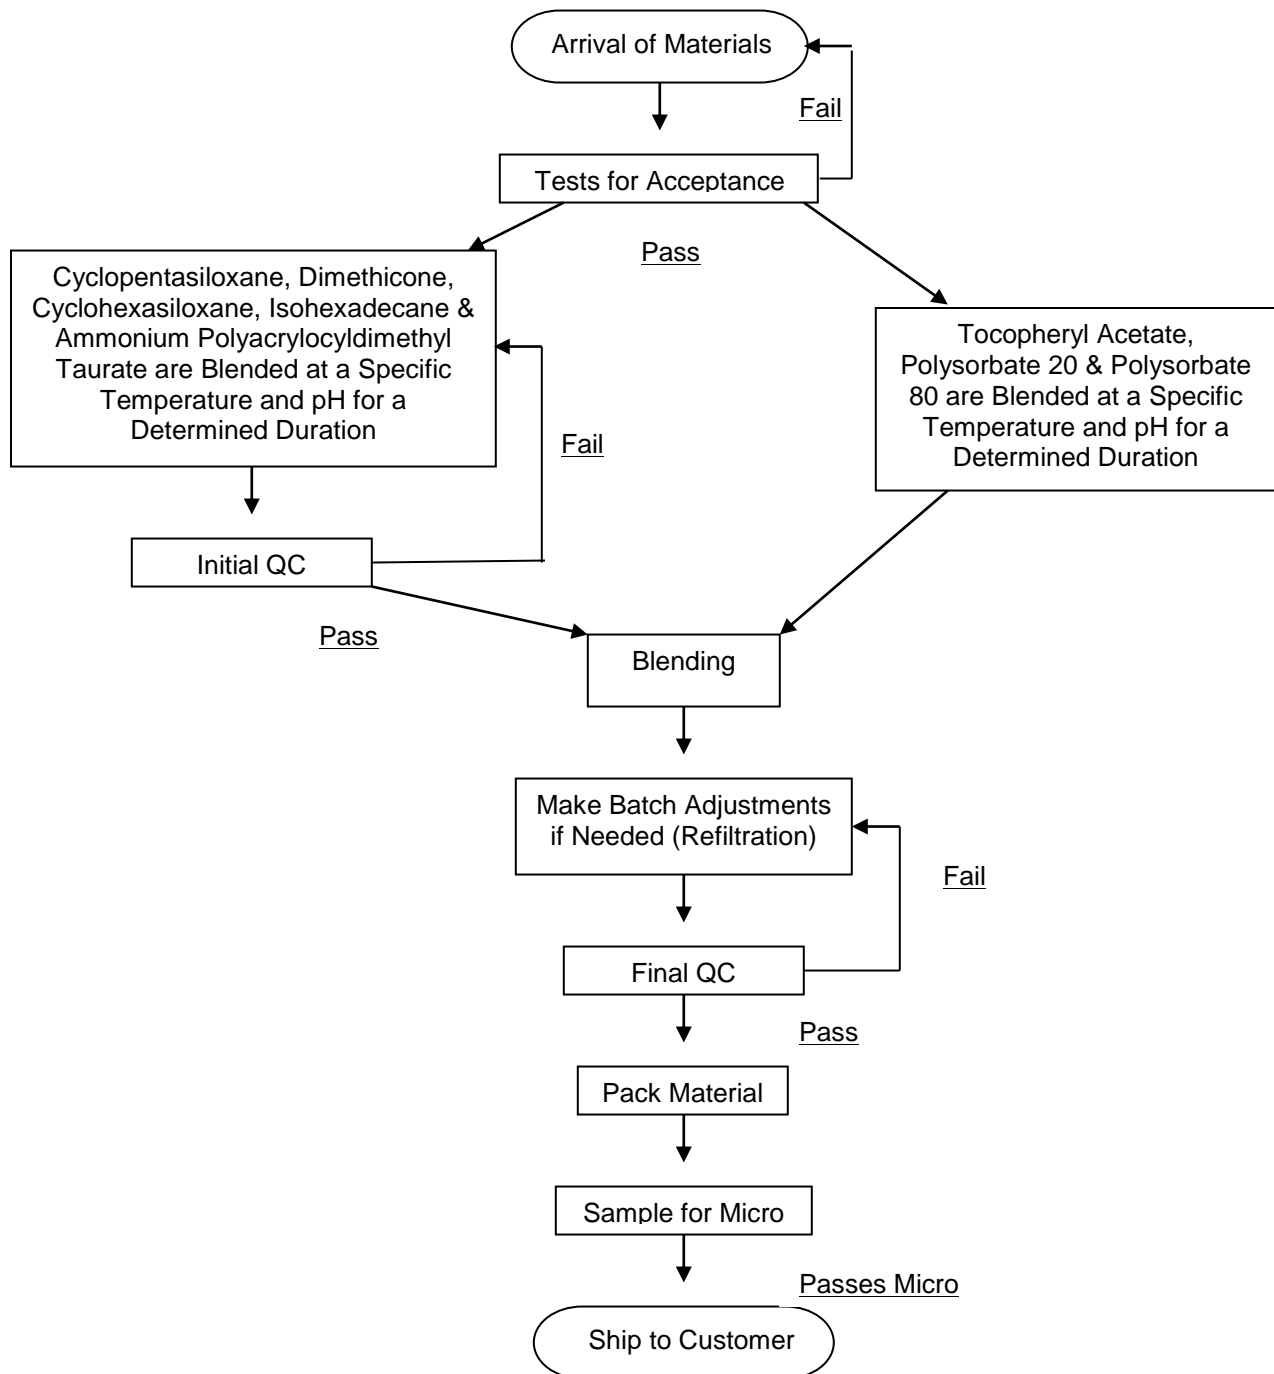 Arrival of Materials
Fail
Tests for Acceptance
Pass
Cyclopentasiloxane, Dimethicone,
Cyclohexasiloxane, Isohexadecane &
Ammonium Polyacrylocyldimethyl
Taurate are Blended at a Specific
Temperature and pH for a
Determined Duration
Tocopheryl Acetate,
Polysorbate 20 & Polysorbate
80 are Blended at a Specific
Temperature and pH for a
Determined Duration
Fail
Initial QC
Pass
Blending
Make Batch Adjustments
if Needed (Refiltration)
Fail
Final QC
Pass
Pack Material
Sample for Micro
Passes Micro
Ship to Customer